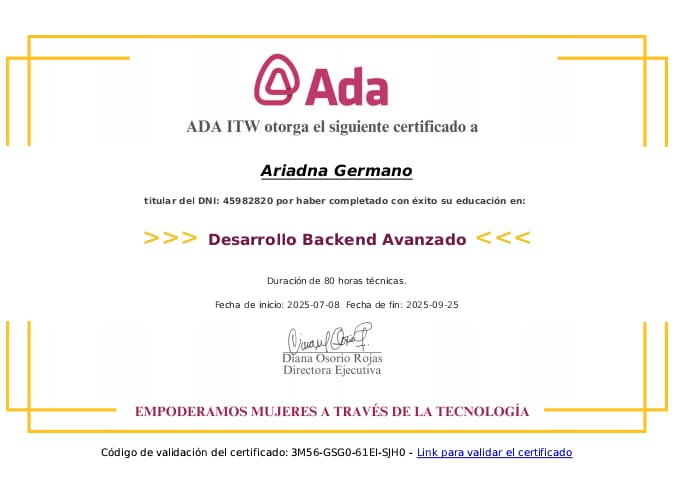 Ada
ADA ITW otorga el siguiente certificado a
Ariadna Germano
titular del DNI: 45982820 por haber completado con éxito su educación en:
>>> Desarrollo Backend Avanzado <<<
Duración de 80 horas técnicas.
Fecha de inicio: 2025-07-08 Fecha de fin: 2025-09-25
Diana Osorio Rojas
Directora Ejecutiva
EMPODERAMOS MUJERES A TRAVÉS DE LA TECNOLOGÍA
Código de validación del certificado: 3M56-GSG0-61EI-SJH0 - Link para validar el certificado